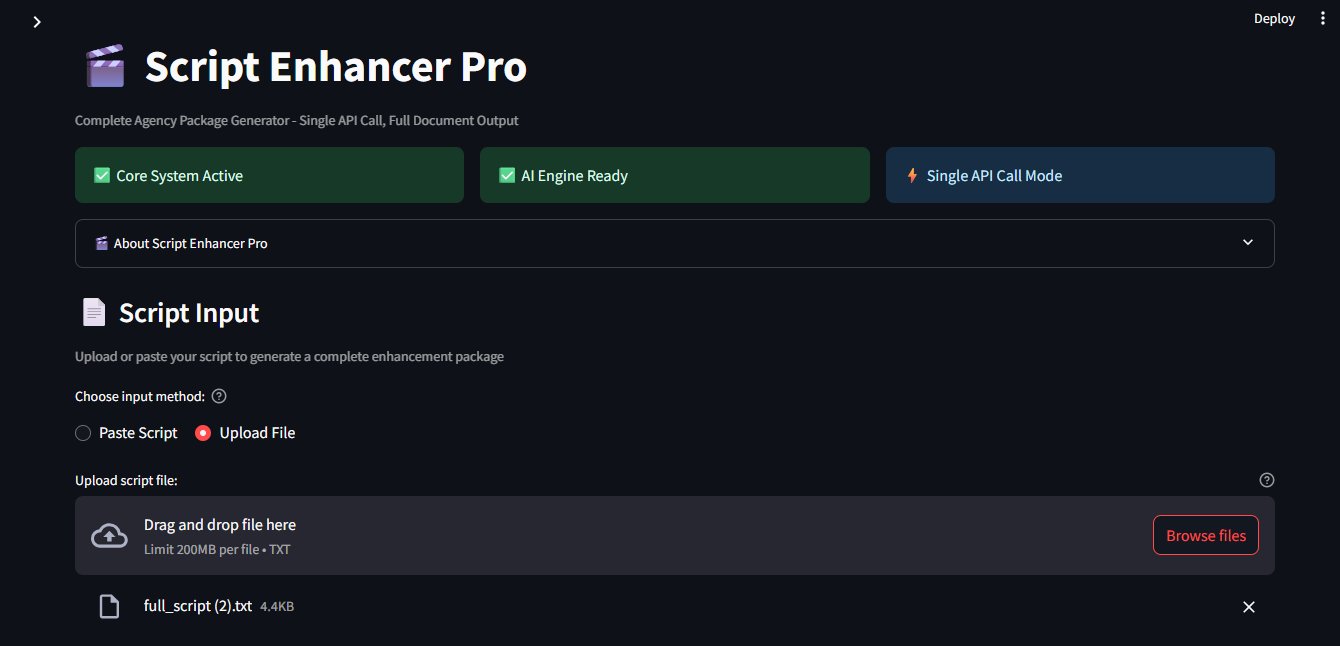 Deploy
Script Enhancer Pro
Complete Agency Package Generator - Single API Call, Full Document Output
Core System Active
AI Engine Ready
Single API Call Mode
About Script Enhancer Pro
Script Input
Upload or paste your script to generate a complete enhancement package
Choose input method:
Paste Script
Upload File
Upload script file:
Drag and drop file here
Limit 200MB per file • TXT
Browse files
full_script (2).txt 4.4KB